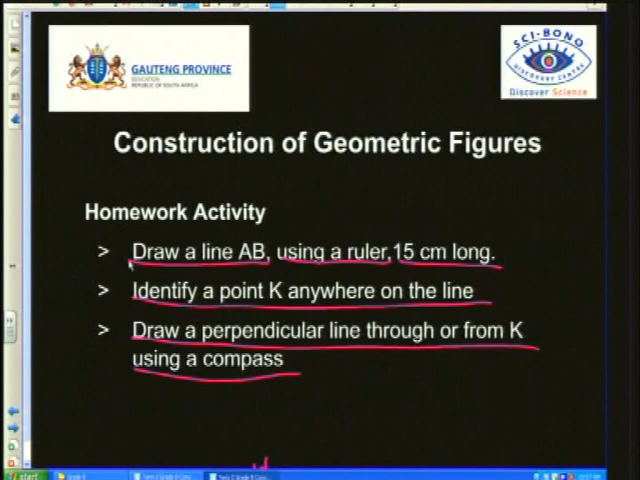 GAUTENG PROVINCE
EDUCATION
REPUBLIC OF SOUTH AFRICA
SCI-BONO
DISCOVERY CENTRE
Discover Science
Construction of Geometric Figures
Homework Activity
> Draw a line AB, using a ruler,15 cm long.
> Identify a point K anywhere on the line
> Draw a perpendicular line through or from K
using a compass
start